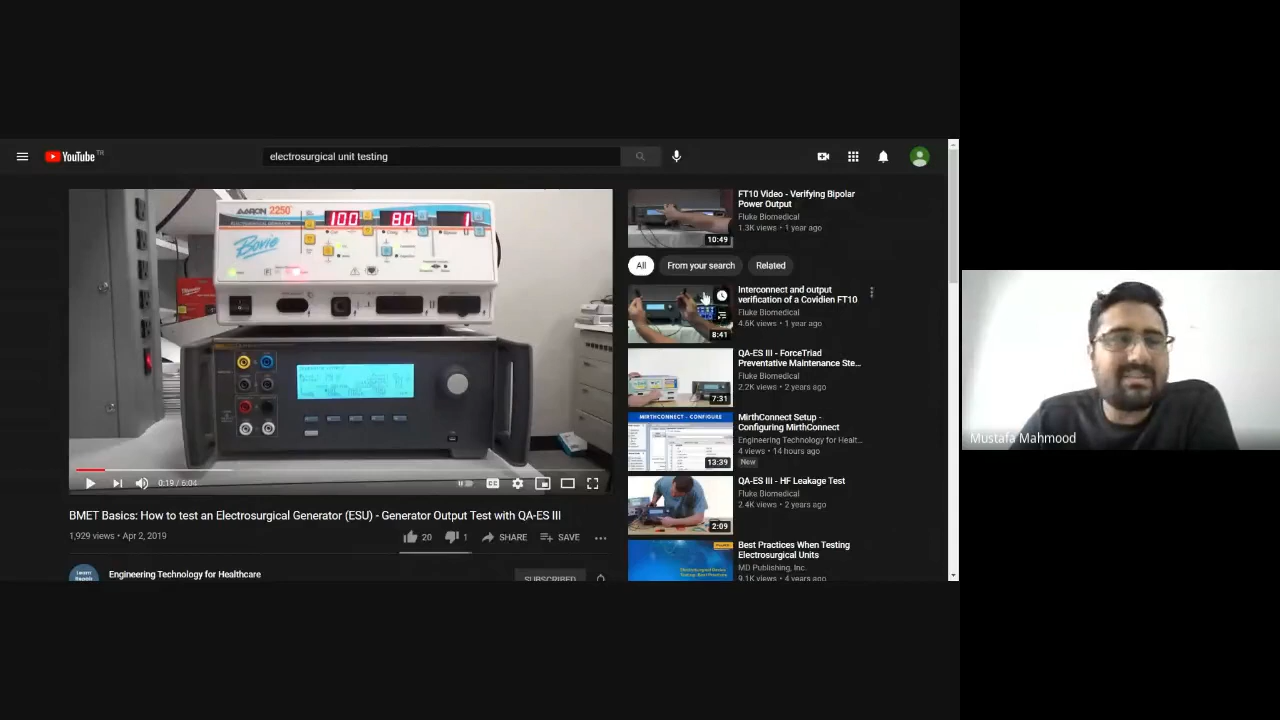 YouTube TR
electrosurgical unit testing
AARON 2250
ELECTROSURGICAL GENERATOR
100
80
1
Bovie
0:19 / 6:04
CC
BMET Basics: How to test an Electrosurgical Generator (ESU) - Generator Output Test with QA-ES III
1,929 views • Apr 2, 2019
20
1
SHARE
SAVE
Engineering Technology for Healthcare
SUBSCRIBED
FT10 Video - Verifying Bipolar
Power Output
Fluke Biomedical
1.3K views • 1 year ago
10:49
All
From your search
Related
Interconnect and output
verification of a Covidien FT10
Fluke Biomedical
4.6K views • 1 year ago
8:41
QA-ES III - ForceTriad
Preventative Maintenance Ste...
Fluke Biomedical
2.2K views • 2 years ago
7:31
MIRTHCONNECT - CONFIGURE
MirthConnect Setup -
Configuring MirthConnect
Engineering Technology for Healt...
4 views • 14 hours ago
New
13:39
QA-ES III - HF Leakage Test
Fluke Biomedical
2.4K views • 2 years ago
2:09
Best Practices When Testing
Electrosurgical Units
MD Publishing, Inc.
9.1K views • 4 years ago
Mustafa Mahmood